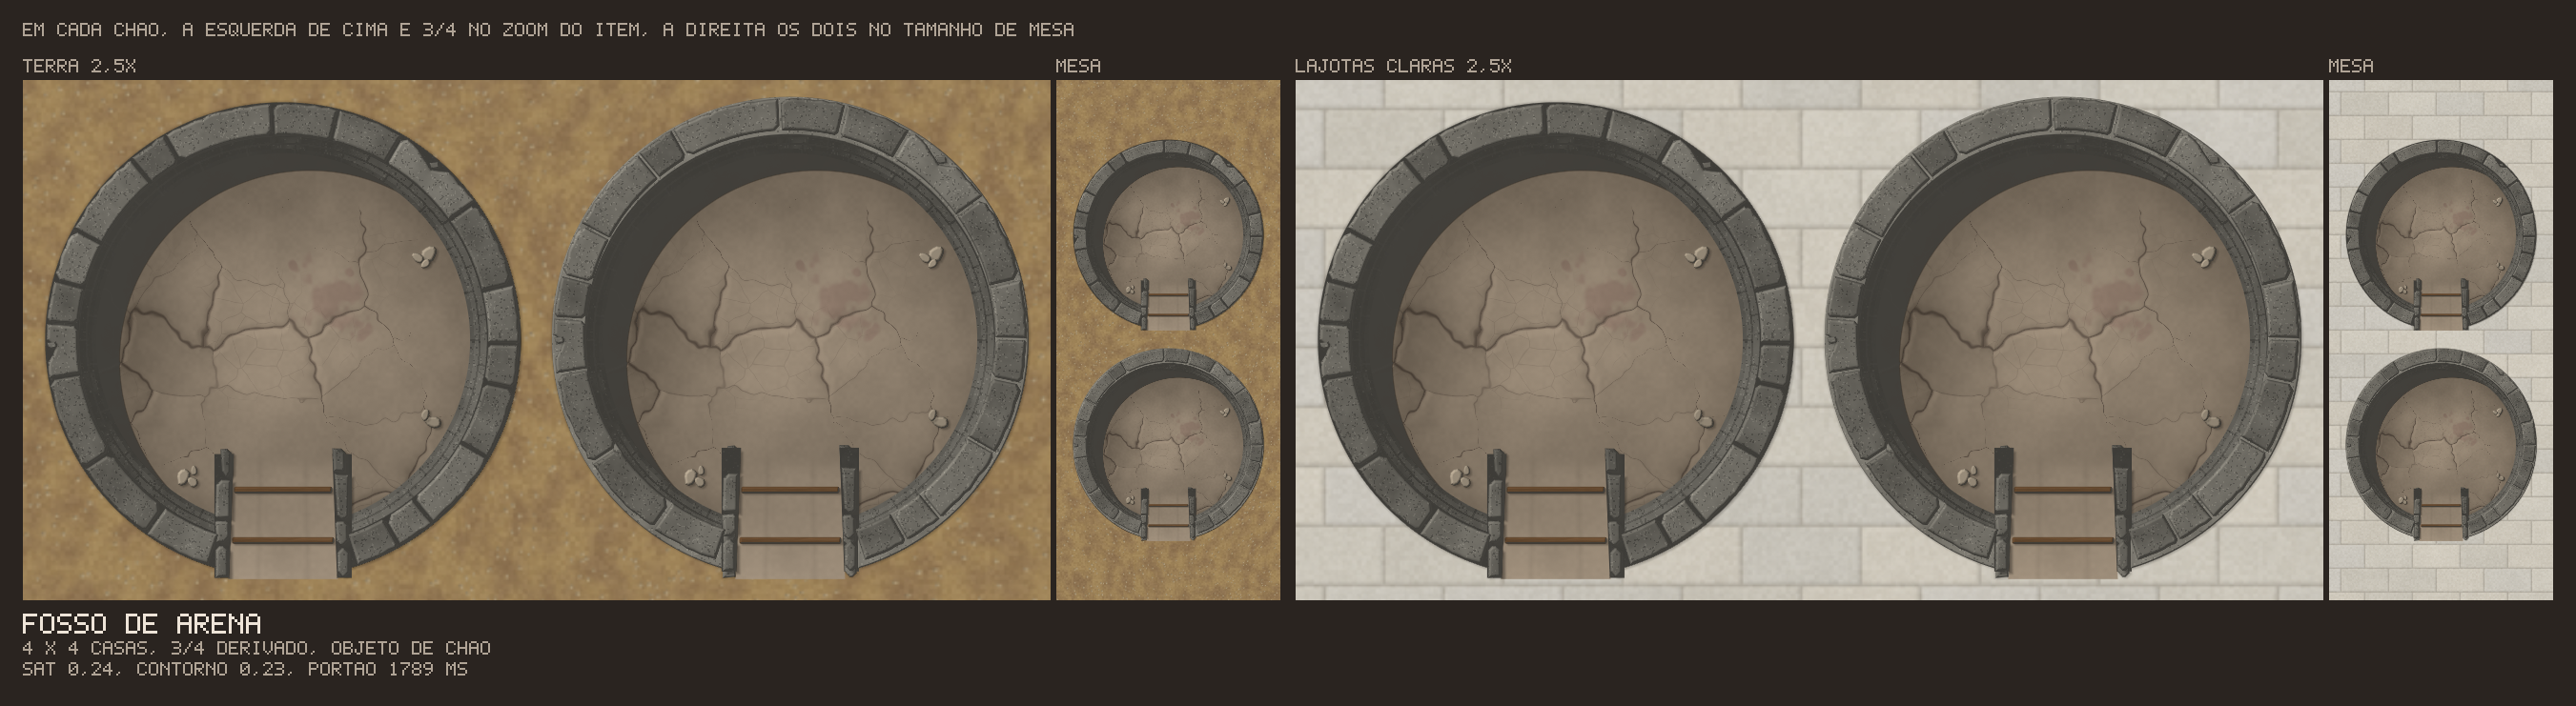 EM CADA CHAO, A ESQUERDA DE CIMA E 3/4 NO ZOOM DO ITEM, A DIREITA OS DOIS NO TAMANHO DE MESA
TERRA 2,5X
MESA
LAJOTAS CLARAS 2,5X
MESA
FOSSO DE ARENA
4 X 4 CASAS, 3/4 DERIVADO, OBJETO DE CHAO
SAT 0,24, CONTORNO 0,23, PORTAO 1789 MS